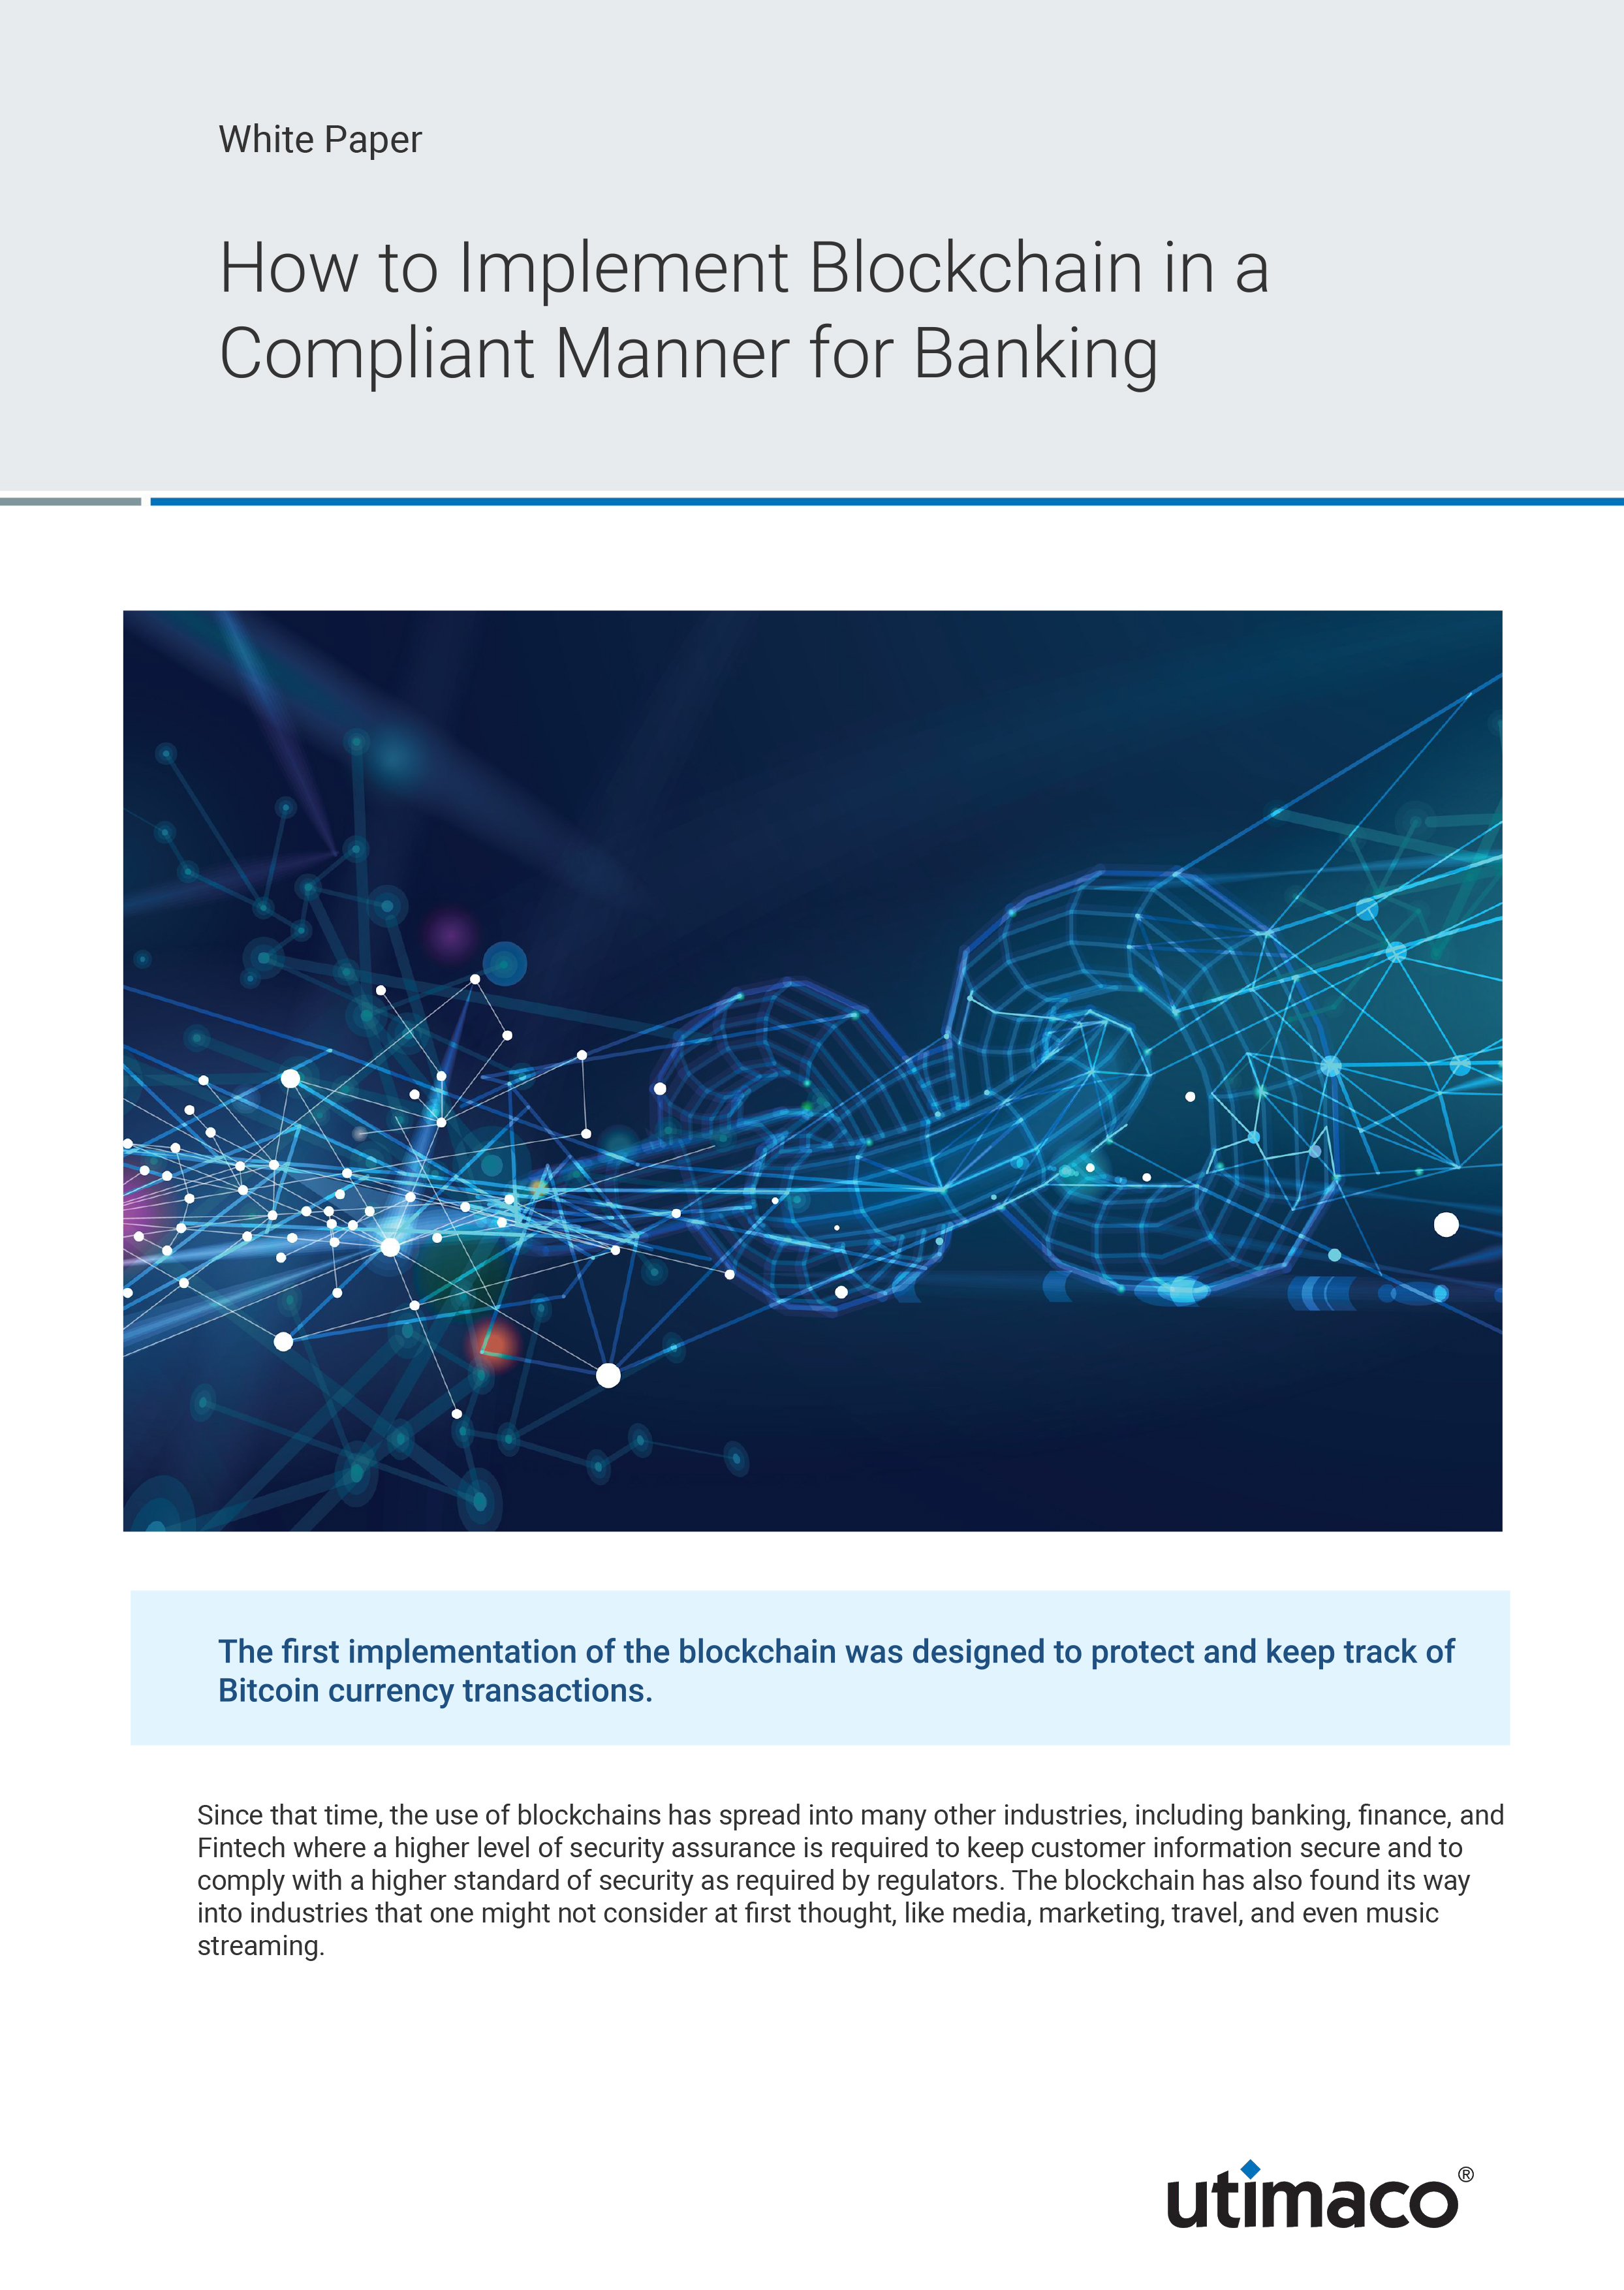 White Paper
How to Implement Blockchain in a
Compliant Manner for Banking
The first implementation of the blockchain was designed to protect and keep track of
Bitcoin currency transactions.
Since that time, the use of blockchains has spread into many other industries, including banking, finance, and
Fintech where a higher level of security assurance is required to keep customer information secure and to
comply with a higher standard of security as required by regulators. The blockchain has also found its way
into industries that one might not consider at first thought, like media, marketing, travel, and even music
streaming.
utimaco®